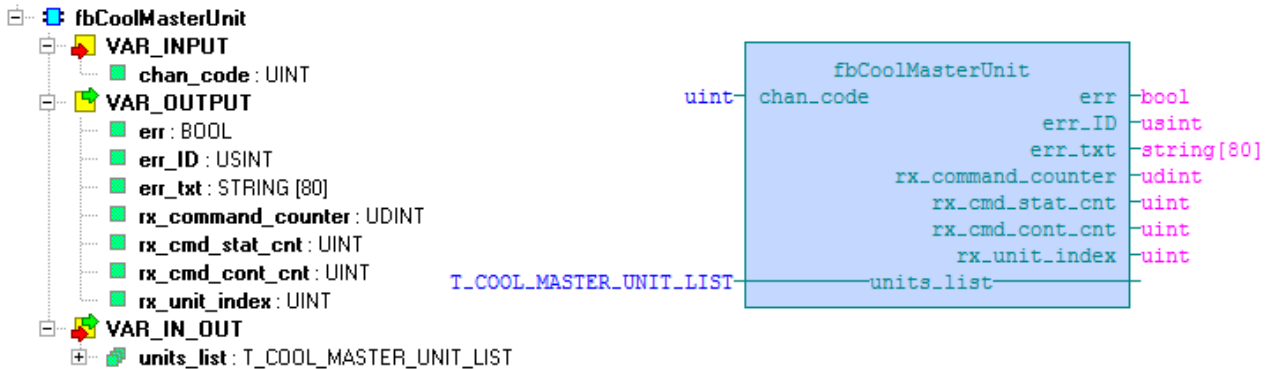 fbCoolMasterUnit
VAR_INPUT
chan_code : UINT
VAR_OUTPUT
err : BOOL
err_ID : USINT
err_txt : STRING [80]
rx_command_counter : UDINT
rx_cmd_stat_cnt : UINT
rx_cmd_cont_cnt : UINT
rx_unit_index : UINT
VAR_IN_OUT
units_list : T_COOL_MASTER_UNIT_LIST
fbCoolMasterUnit
uint chan_code err bool
err_ID usint
err_txt string[80]
rx_command_counter udint
rx_cmd_stat_cnt uint
rx_cmd_cont_cnt uint
rx_unit_index uint
T_COOL_MASTER_UNIT_LIST units_list